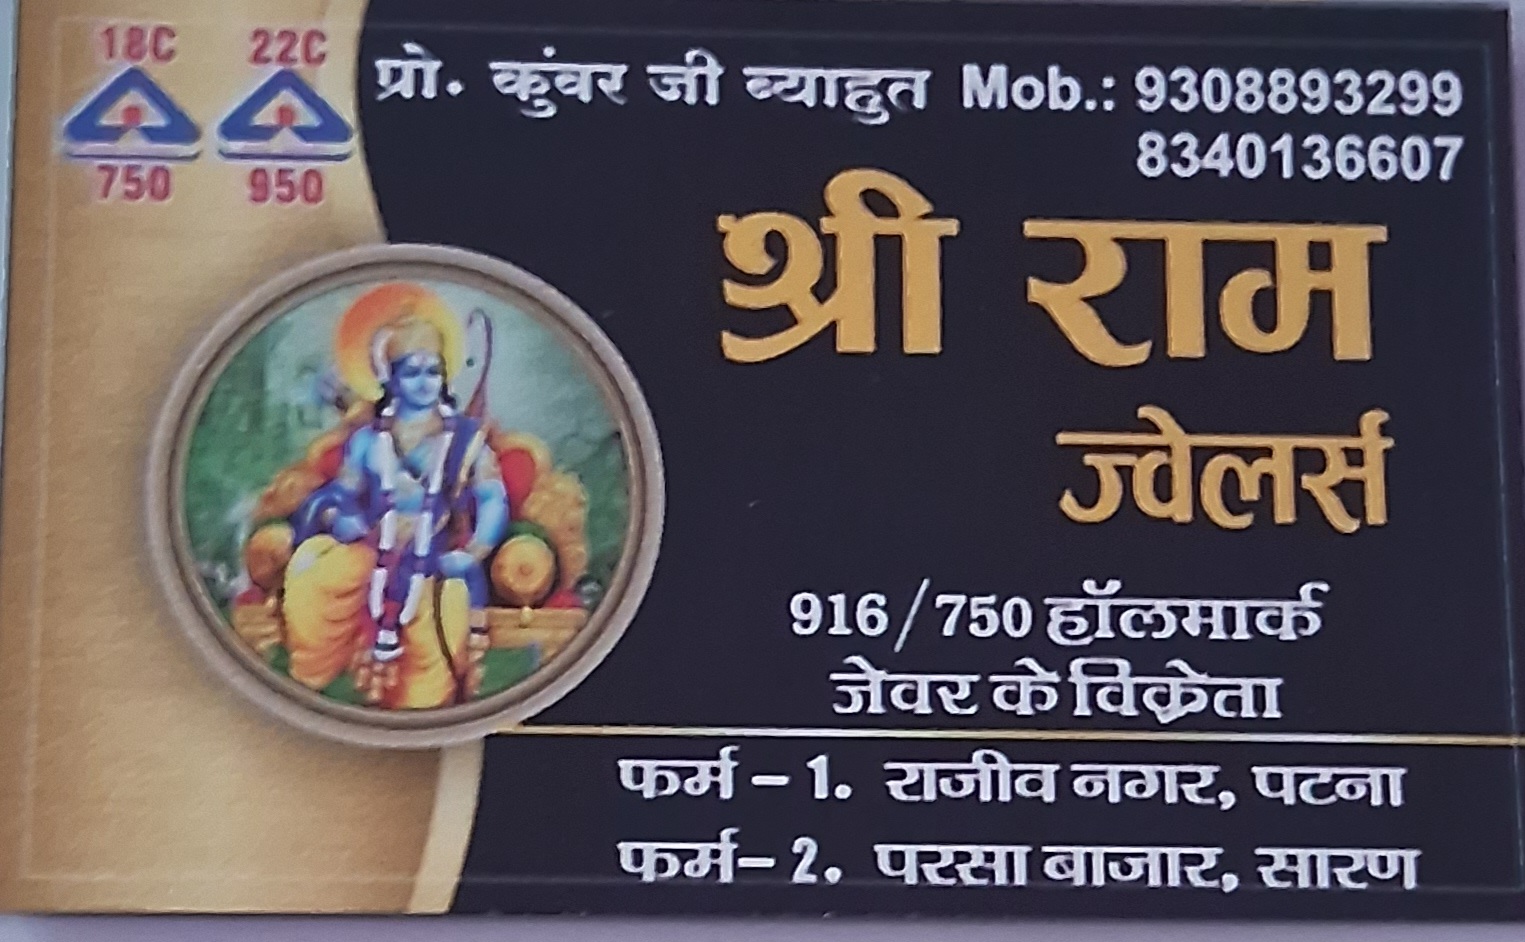 18C 22C
750 950
प्रो. कुंवर जी ब्याहुत Mob.: 9308893299
8340136607
श्री राम
ज्वेलर्स
916/750 हॉलमार्क
जेवर के विक्रेता
फर्म – 1. राजीव नगर, पटना
फर्म– 2. परसा बाजार, सारण